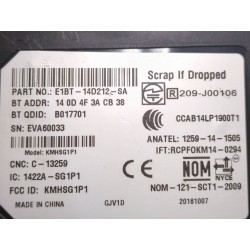 Scrap If Dropped
PART NO.: E1BT-14D212-SA
R 209-J00106
BT ADDR: 14 0D 4F 3A CB 38
BT QDID: B017701
CCAB14LP1900T1
SN: EVA60033
ANATEL: 1259-14-1505
Model: KMHSG1P1
Made in China
IFT:RCPFOKM14-0294
CNC: C-13259
IC: 1422A-SG1P1
NOM
NYCE
FCC ID: KMHSG1P1
NOM-121-SCT1-2009
GJV1D
20161007